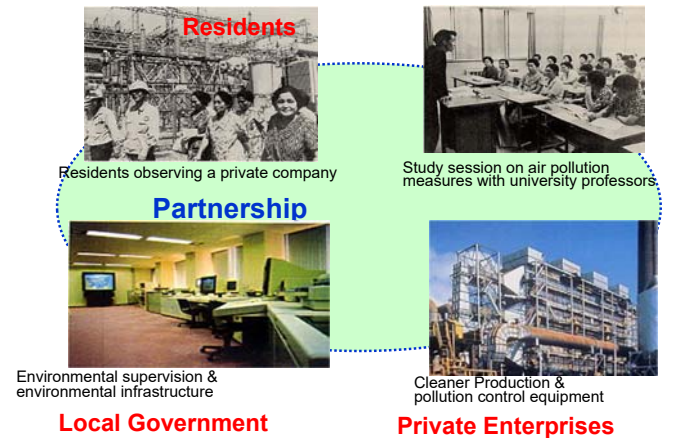 Residents
Residents observing a private company
Study session on air pollution
measures with university professors
Partnership
Environmental supervision &
environmental infrastructure
Local Government
Cleaner Production &
pollution control equipment
Private Enterprises